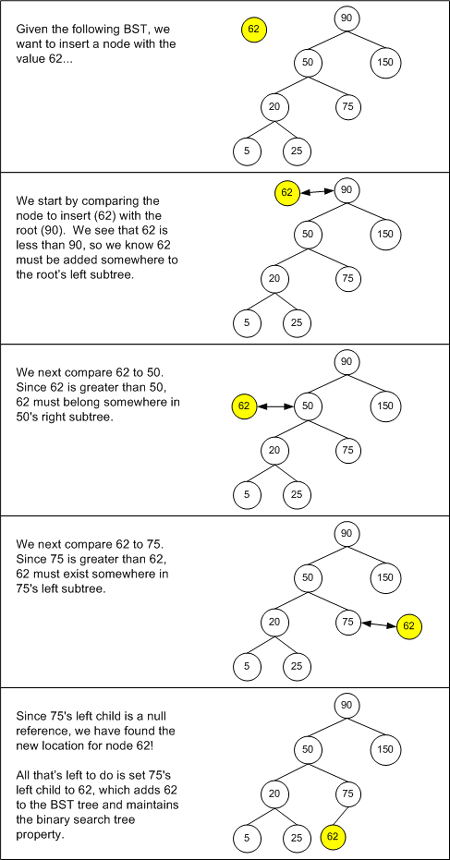 Given the following BST, we
want to insert a node with the
value 62...
62
90
50
150
20
75
5
25
We start by comparing the
node to insert (62) with the
root (90).  We see that 62 is
less than 90, so we know 62
must be added somewhere to
the root's left subtree.
62
90
50
150
20
75
5
25
We next compare 62 to 50.
Since 62 is greater than 50,
62 must belong somewhere in
50's right subtree.
90
62
50
150
20
75
5
25
We next compare 62 to 75.
Since 75 is greater than 62,
62 must exist somewhere in
75's left subtree.
90
50
150
20
75
62
5
25
Since 75's left child is a null
reference, we have found the
new location for node 62!
All that's left to do is set 75's
left child to 62, which adds 62
to the BST tree and maintains
the binary search tree
property.
90
50
150
20
75
5
25
62